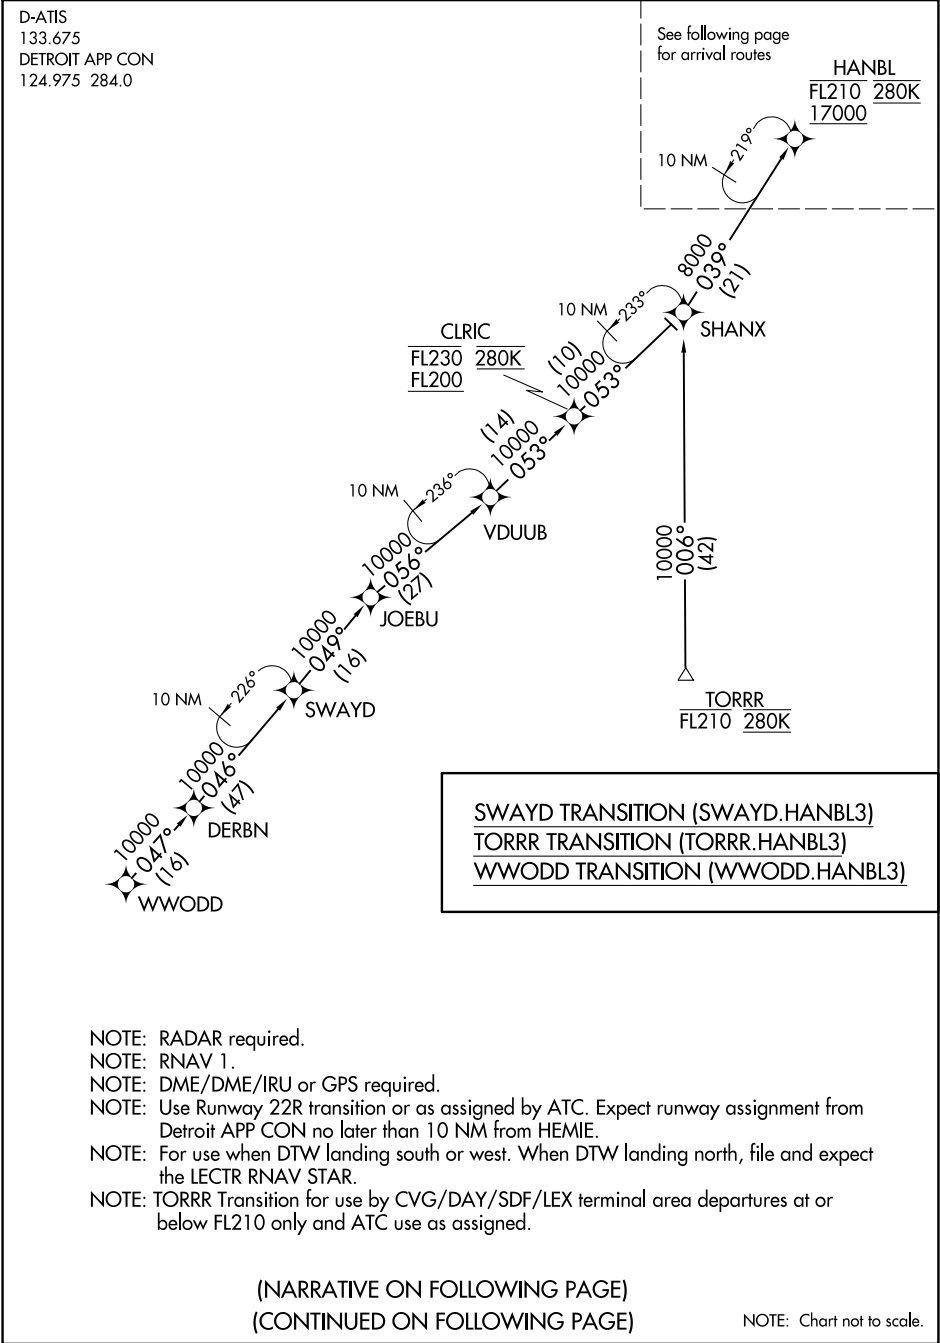 D-ATIS
133.675
DETROIT APP CON
124.975 284.0
See following page
for arrival routes
HANBL
FL210 280K
17000
219°
10 NM
8000
039°
(21)
SHANX
233°
10 NM
CLRIC
FL230 280K
FL200
(10)
10000
053°
(14)
10000
053°
VDUUB
236°
10 NM
10000
056°
(27)
JOEBU
10000
049°
(16)
SWAYD
226°
10 NM
10000
046°
(47)
DERBN
10000
047°
(16)
WWODD
10000
006°
(42)
TORRR
FL210 280K
SWAYD TRANSITION (SWAYD.HANBL3)
TORRR TRANSITION (TORRR.HANBL3)
WWODD TRANSITION (WWODD.HANBL3)
NOTE: RADAR required.
NOTE: RNAV 1.
NOTE: DME/DME/IRU or GPS required.
NOTE: Use Runway 22R transition or as assigned by ATC. Expect runway assignment from
Detroit APP CON no later than 10 NM from HEMIE.
NOTE: For use when DTW landing south or west. When DTW landing north, file and expect
the LECTR RNAV STAR.
NOTE: TORRR Transition for use by CVG/DAY/SDF/LEX terminal area departures at or
below FL210 only and ATC use as assigned.
(NARRATIVE ON FOLLOWING PAGE)
(CONTINUED ON FOLLOWING PAGE)
NOTE: Chart not to scale.